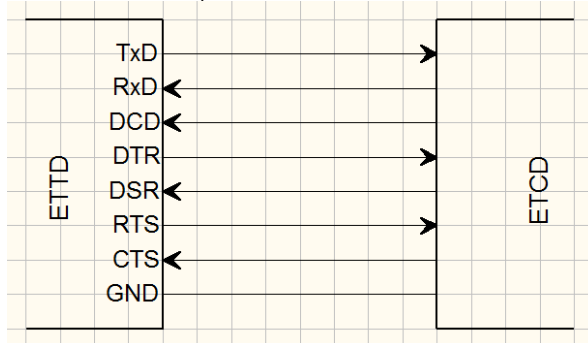 TxD
RxD
DCD
DTR
DSR
RTS
CTS
GND
ETTD
ETCD